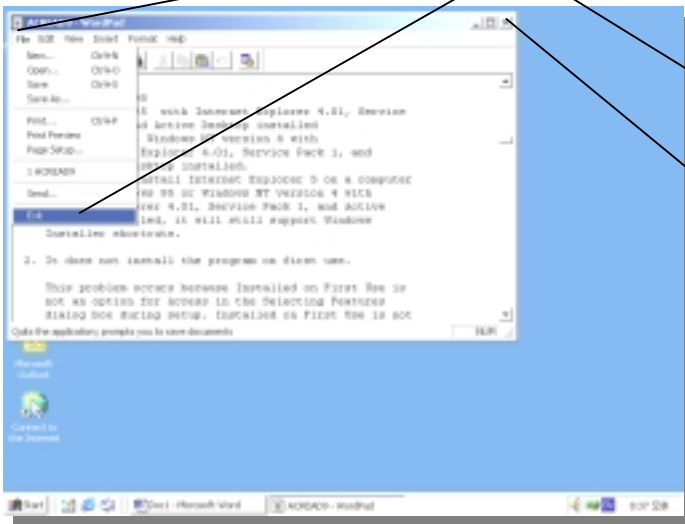 ACREAD9 - WordPad
File Edit View Insert Format Help
New... Ctrl+N
Open... Ctrl+O
Save Ctrl+S
Save As...
Print... Ctrl+P
Print Preview
Page Setup...
1 ACREAD9
Send...
Exit
with Internet Explorer 4.01, Service
Active Desktop installed
Windows NT version 4 with
Explorer 4.01, Service Pack 1, and
installed.
install Internet Explorer 5 on a computer
95 or Windows NT version 4 with
4.01, Service Pack 1, and Active
it will still support Windows
Installer shortcuts.
2. It does not install the program on first use.
This problem occurs because Installed on First Use is
not an option for Access in the Selecting Features
dialog box during setup. Installed on First Use is not
Quits the application; prompts you to save documents
NUM
Microsoft
Outlook
Connect to
the Internet
Start
Doc1 - Microsoft Word
ACREAD9 - WordPad